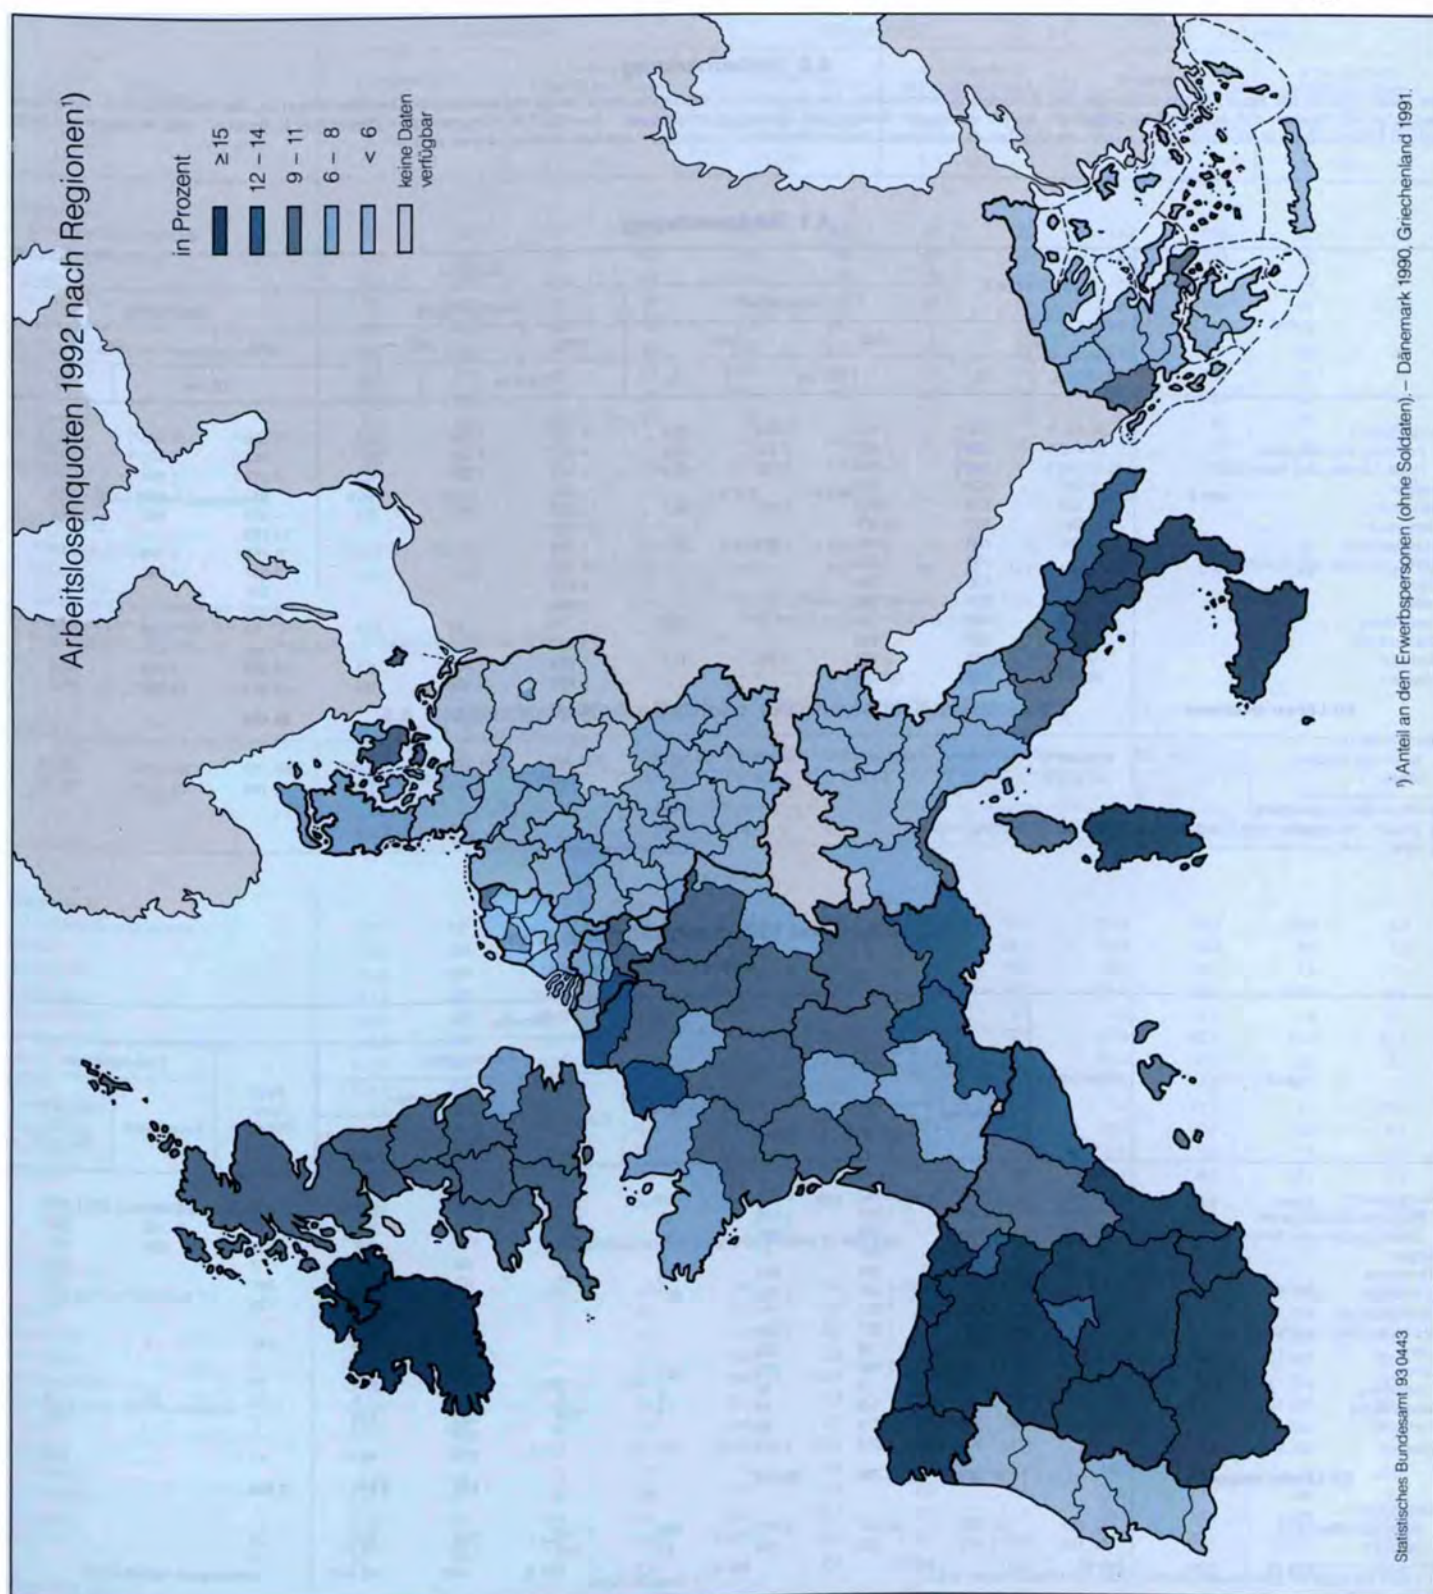 Arbeitslosenquoten 1992 nach Regionen¹)
in Prozent
≥ 15
12 – 14
9 – 11
6 – 8
< 6
keine Daten
verfügbar
¹) Anteil an den Erwerbspersonen (ohne Soldaten). – Dänemark 1990, Griechenland 1991.
Statistisches Bundesamt 93 0443